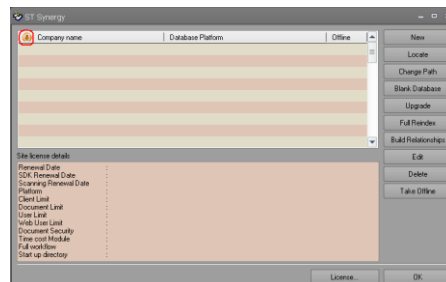 ST Synergy
Company name Database Platform Offline
New
Locate
Change Path
Blank Database
Upgrade
Full Reindex
Build Relationships
Edit
Delete
Take Offline
Site license details
Renewal Date :
SDK Renewal Date :
Scanning Renewal Date :
Platform :
Client Limit :
Document Limit :
User Limit :
Web User Limit :
Document Security :
Time cost Module :
Full workflow :
Start up directory :
License... OK